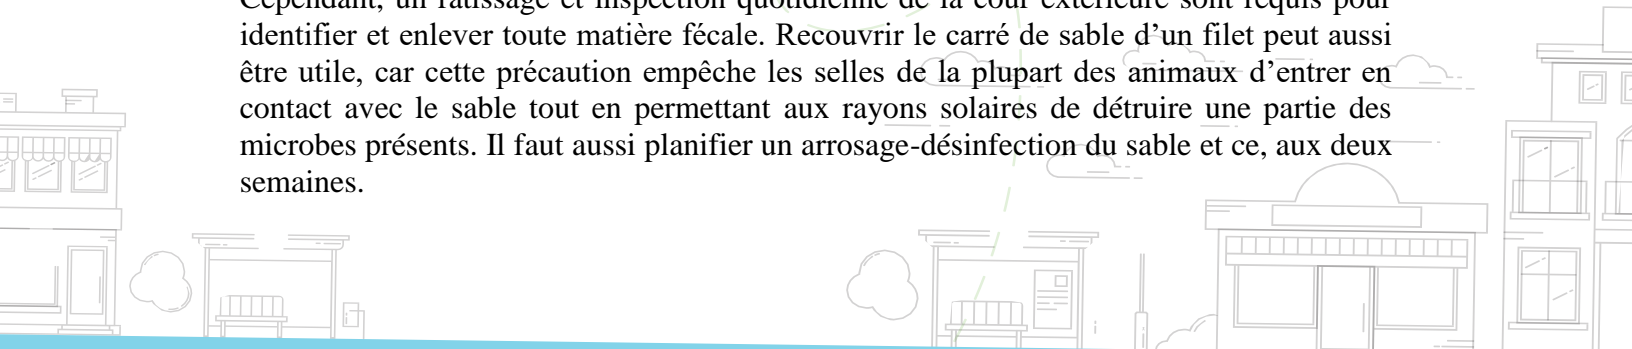 Cependant, un ratissage et inspection quotidienne de la cour extérieure sont requis pour
identifier et enlever toute matière fécale. Recouvrir le carré de sable d’un filet peut aussi
être utile, car cette précaution empêche les selles de la plupart des animaux d’entrer en
contact avec le sable tout en permettant aux rayons solaires de détruire une partie des
microbes présents. Il faut aussi planifier un arrosage-désinfection du sable et ce, aux deux
semaines.